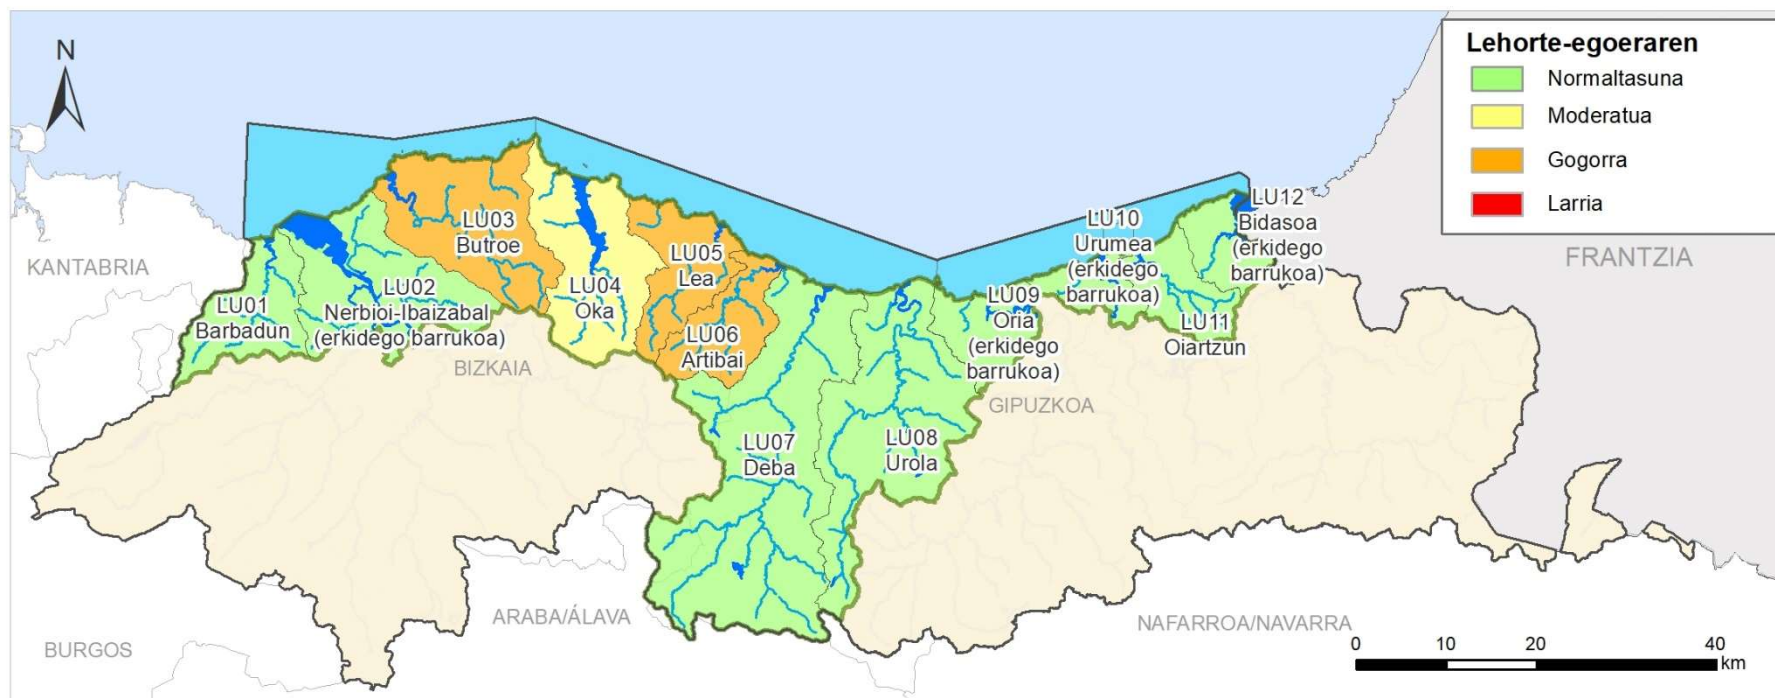 N
Lehorte-egoeraren
Normaltasuna
Moderatua
Gogorra
Larria
KANTABRIA
FRANTZIA
LU01
Barbadun
LU02
Nerbioi-Ibaizabal
(erkidego barrukoa)
LU03
Butroe
LU04
Oka
LU05
Lea
LU06
Artibai
LU07
Deba
LU08
Urola
LU09
Oria
(erkidego
barrukoa)
LU10
Urumea
(erkidego
barrukoa)
LU11
Oiartzun
LU12
Bidasoa
(erkidego
barrukoa)
BIZKAIA
GIPUZKOA
ARABA/ÁLAVA
NAFARROA/NAVARRA
BURGOS
0 10 20 40
km